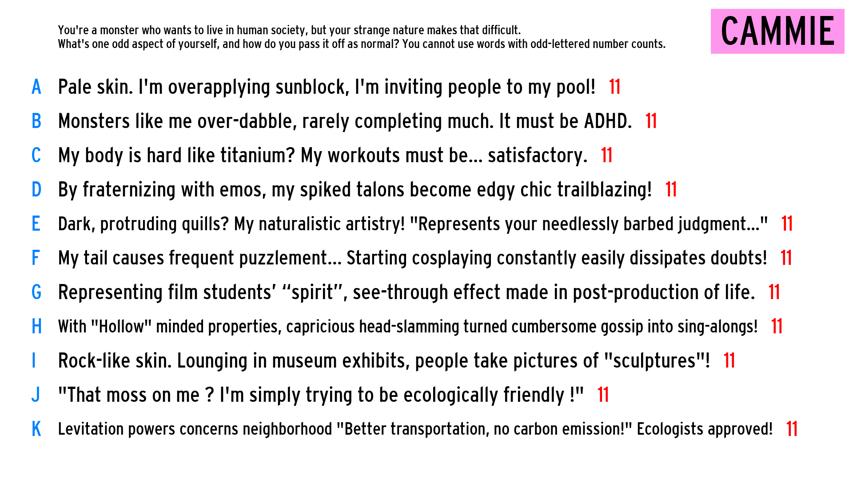 You're a monster who wants to live in human society, but your strange nature makes that difficult.
What's one odd aspect of yourself, and how do you pass it off as normal? You cannot use words with odd-lettered number counts.
CAMMIE
A Pale skin. I'm overapplying sunblock, I'm inviting people to my pool! 11
B Monsters like me over-dabble, rarely completing much. It must be ADHD. 11
C My body is hard like titanium? My workouts must be... satisfactory. 11
D By fraternizing with emos, my spiked talons become edgy chic trailblazing! 11
E Dark, protruding quills? My naturalistic artistry! "Represents your needlessly barbed judgment..." 11
F My tail causes frequent puzzlement... Starting cosplaying constantly easily dissipates doubts! 11
G Representing film students’ “spirit”, see-through effect made in post-production of life. 11
H With "Hollow" minded properties, capricious head-slamming turned cumbersome gossip into sing-alongs! 11
I Rock-like skin. Lounging in museum exhibits, people take pictures of "sculptures"! 11
J "That moss on me ? I'm simply trying to be ecologically friendly !" 11
K Levitation powers concerns neighborhood "Better transportation, no carbon emission!" Ecologists approved! 11